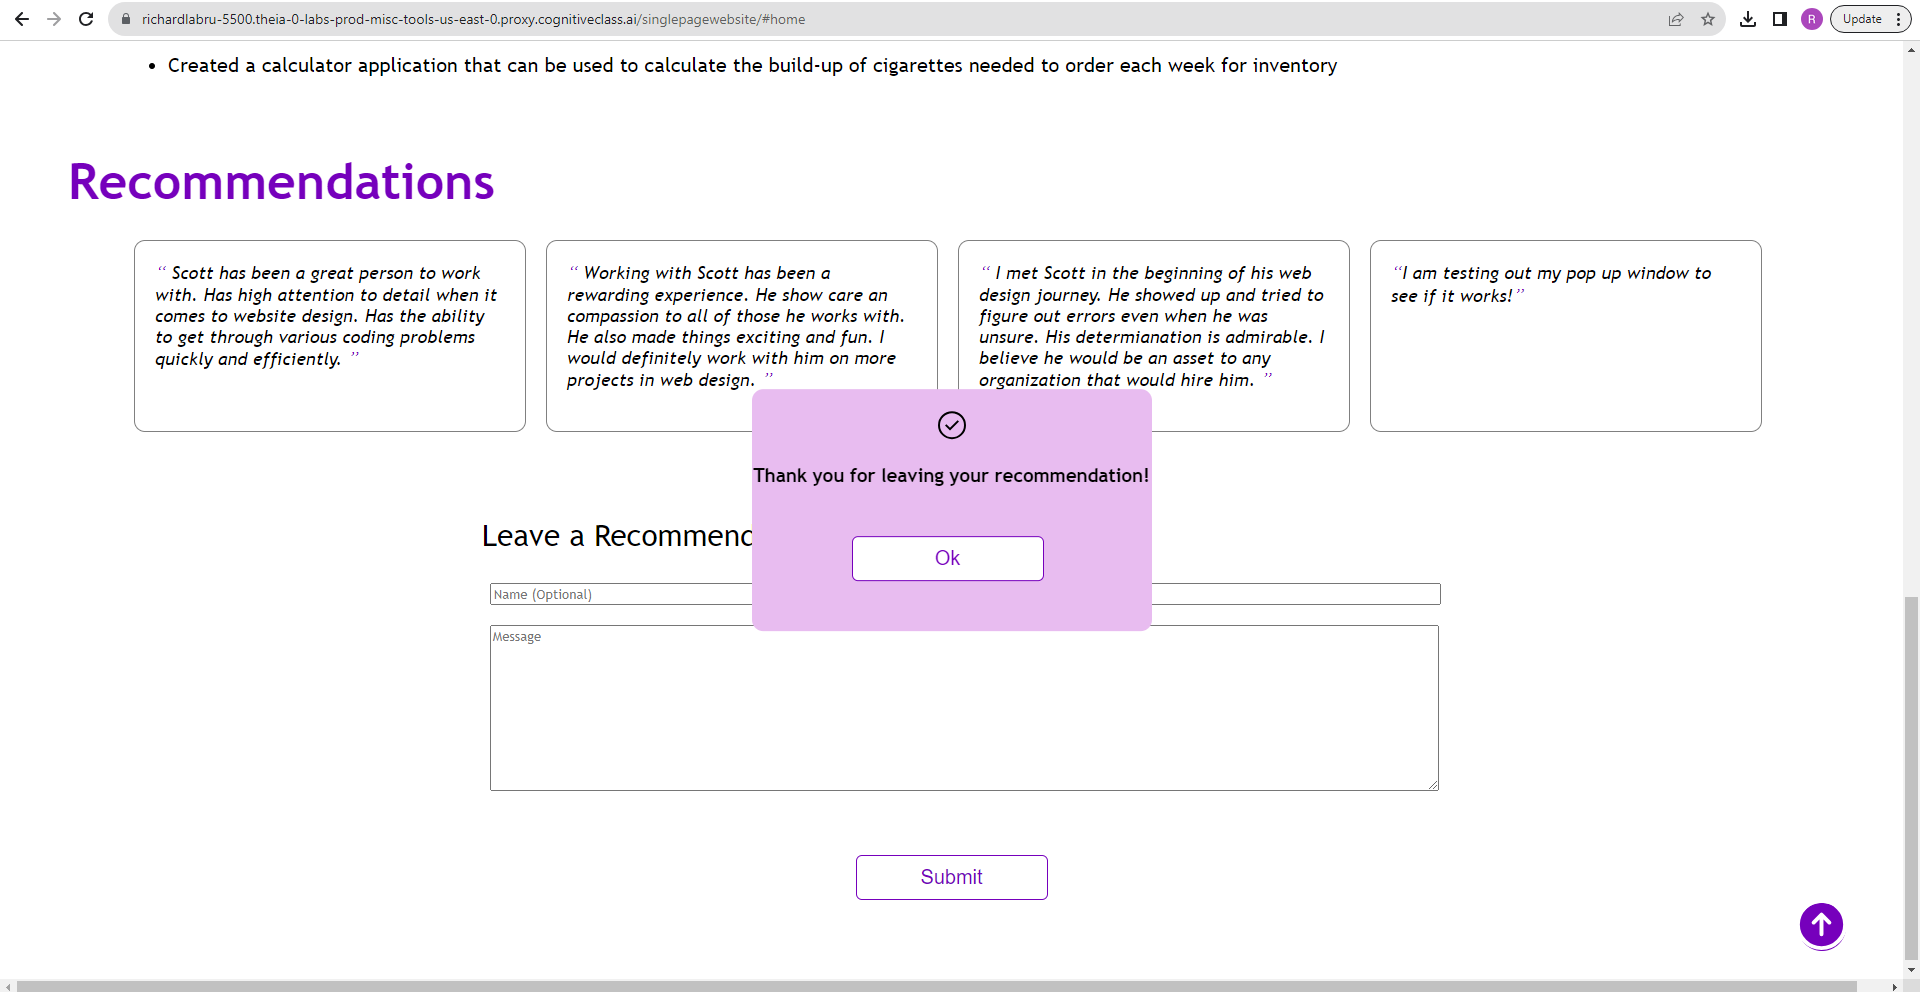 richardlabru-5500.theia-0-labs-prod-misc-tools-us-east-0.proxy.cognitiveclass.ai/singlepagewebsite/#home
R
Update
• Created a calculator application that can be used to calculate the build-up of cigarettes needed to order each week for inventory
Recommendations
“ Scott has been a great person to work
with. Has high attention to detail when it
comes to website design. Has the ability
to get through various coding problems
quickly and efficiently. ”
“ Working with Scott has been a
rewarding experience. He show care an
compassion to all of those he works with.
He also made things exciting and fun. I
would definitely work with him on more
projects in web design. ”
“ I met Scott in the beginning of his web
design journey. He showed up and tried to
figure out errors even when he was
unsure. His determianation is admirable. I
believe he would be an asset to any
organization that would hire him. ”
“I am testing out my pop up window to
see if it works!”
Thank you for leaving your recommendation!
Ok
Leave a Recommend
Name (Optional)
Message
Submit